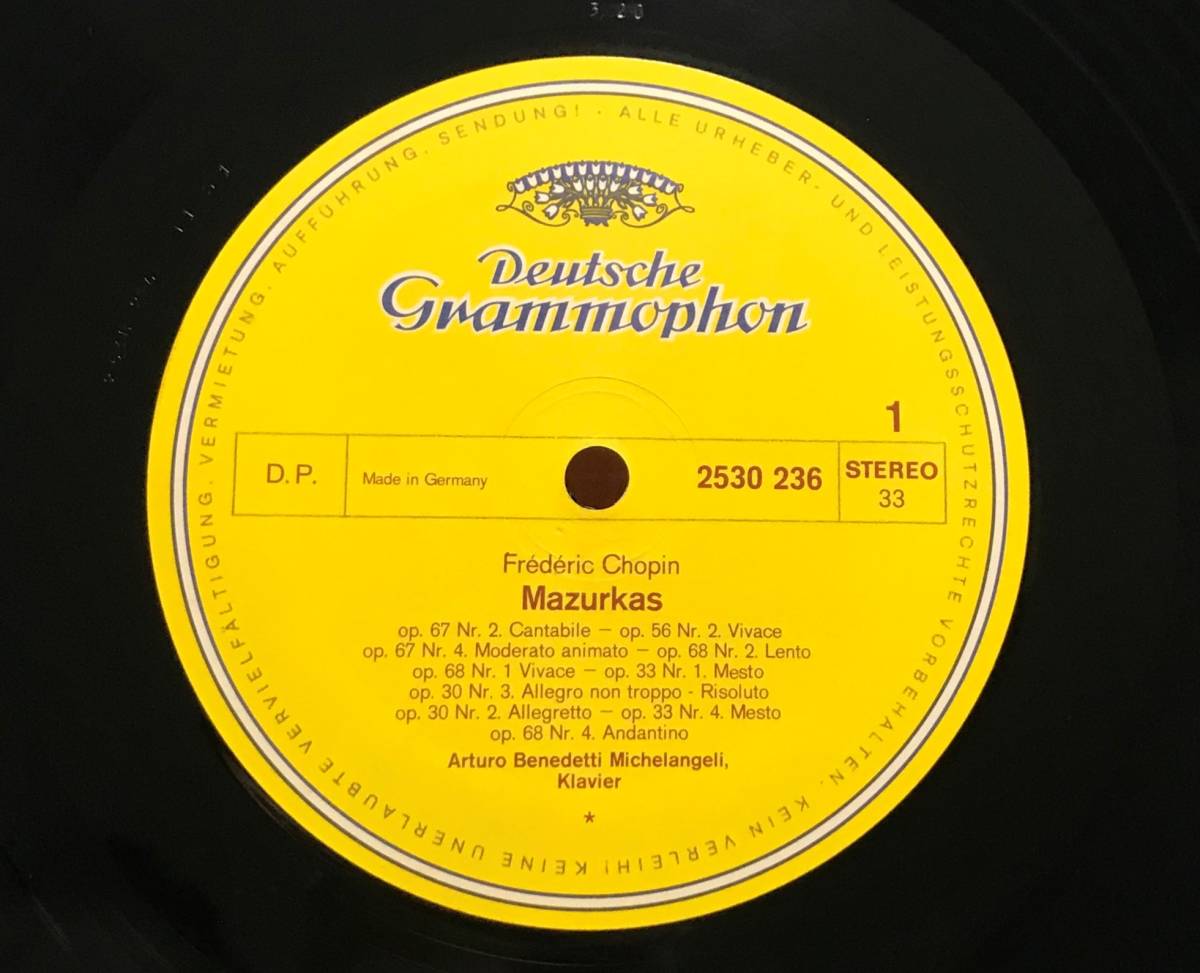 Deutsche
Grammophon
1
D.P.
Made in Germany
2530 236
STEREO
33
Frédéric Chopin
Mazurkas
op. 67 Nr. 2. Cantabile – op. 56 Nr. 2. Vivace
op. 67 Nr. 4. Moderato animato – op. 68 Nr. 2. Lento
op. 68 Nr. 1 Vivace – op. 33 Nr. 1. Mesto
op. 30 Nr. 3. Allegro non troppo - Risoluto
op. 30 Nr. 2. Allegretto – op. 33 Nr. 4. Mesto
op. 68 Nr. 4. Andantino
Arturo Benedetti Michelangeli,
Klavier
*
ALLE URHEBER- UND LEISTUNGSSCHUTZRECHTE VORBEHALTEN. KEIN VERLEIH! KEINE UNERLAUBTE VERVIELFÄLTIGUNG. VERMIETUNG. AUFFÜHRUNG. SENDUNG! ·